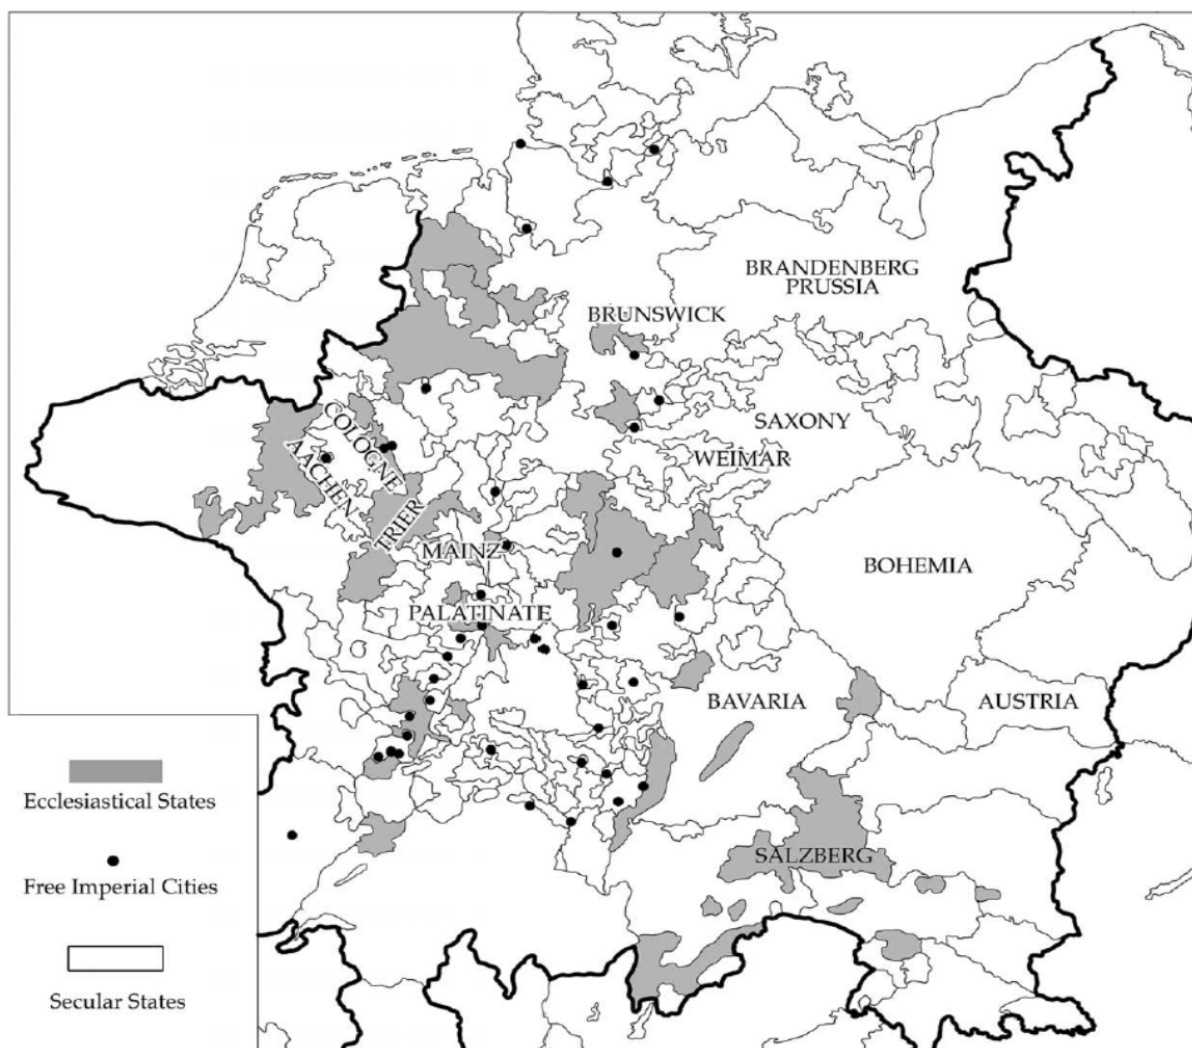 BRANDENBERG
PRUSSIA
BRUNSWICK
COLOGNE
AACHEN
SAXONY
WEIMAR
TRIER
MAINZ
BOHEMIA
PALATINATE
BAVARIA
AUSTRIA
SALZBERG
Ecclesiastical States
Free Imperial Cities
Secular States